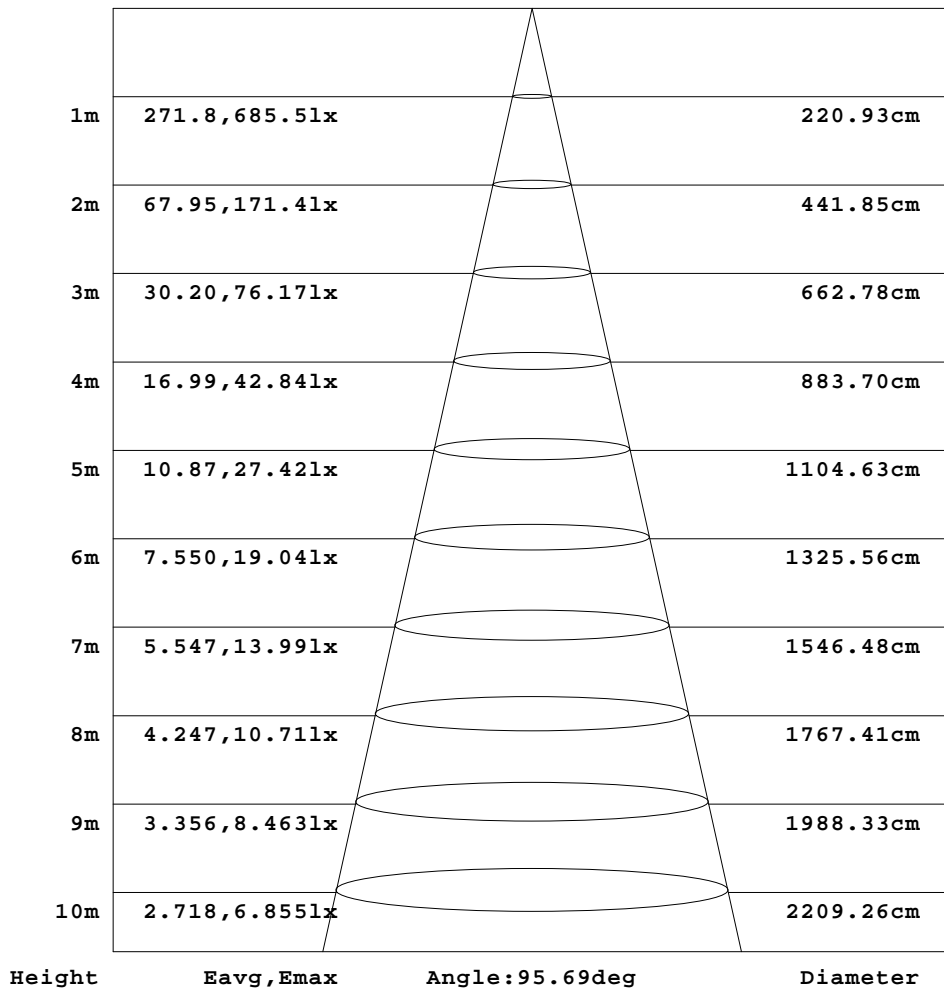 1m 271.8,685.5lx 220.93cm
2m 67.95,171.4lx 441.85cm
3m 30.20,76.17lx 662.78cm
4m 16.99,42.84lx 883.70cm
5m 10.87,27.42lx 1104.63cm
6m 7.550,19.04lx 1325.56cm
7m 5.547,13.99lx 1546.48cm
8m 4.247,10.71lx 1767.41cm
9m 3.356,8.463lx 1988.33cm
10m 2.718,6.855lx 2209.26cm
Height Eavg,Emax Angle:95.69deg Diameter